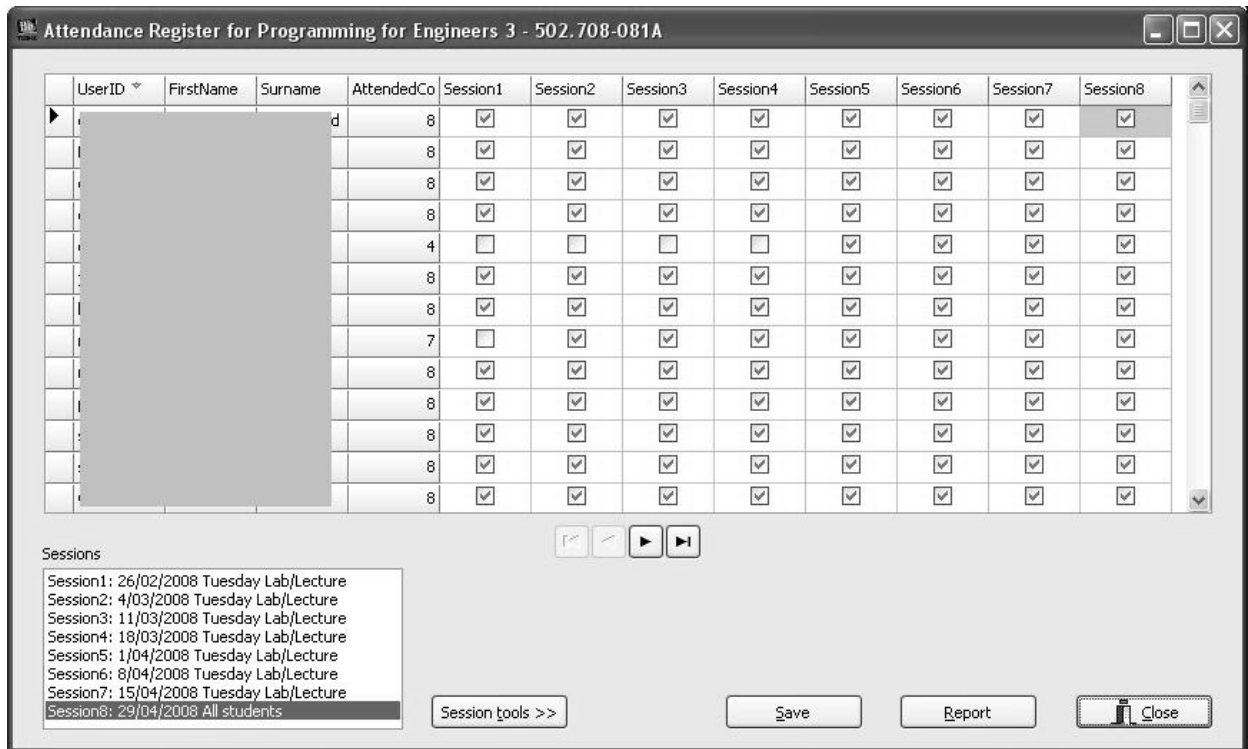 Attendance Register for Programming for Engineers 3 - 502.708-081A
UserID FirstName Surname AttendedCo Session1 Session2 Session3 Session4 Session5 Session6 Session7 Session8
d 8
8
8
8
4
8
8
7
8
8
8
8
8
Sessions
Session1: 26/02/2008 Tuesday Lab/Lecture
Session2: 4/03/2008 Tuesday Lab/Lecture
Session3: 11/03/2008 Tuesday Lab/Lecture
Session4: 18/03/2008 Tuesday Lab/Lecture
Session5: 1/04/2008 Tuesday Lab/Lecture
Session6: 8/04/2008 Tuesday Lab/Lecture
Session7: 15/04/2008 Tuesday Lab/Lecture
Session8: 29/04/2008 All students
Session tools >> Save Report Close